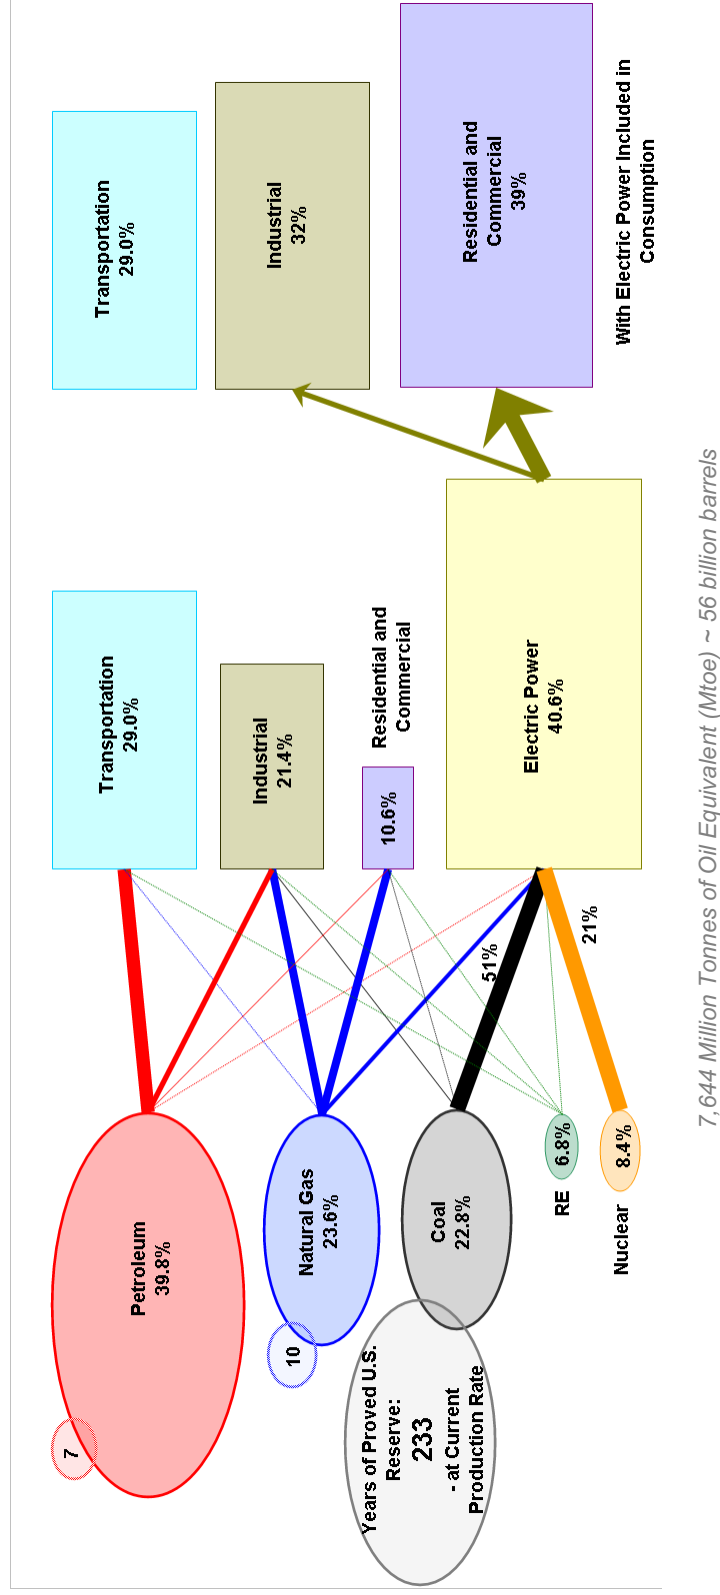 7
Petroleum
39.8%
10
Natural Gas
23.6%
Years of Proved U.S.
Reserve:
233
- at Current
Production Rate
Coal
22.8%
RE
6.8%
Nuclear
8.4%
51%
21%
Transportation
29.0%
Industrial
21.4%
Residential and
Commercial
10.6%
Electric Power
40.6%
Transportation
29.0%
Industrial
32%
Residential and
Commercial
39%
With Electric Power Included in
Consumption
7,644 Million Tonnes of Oil Equivalent (Mtoe) ~ 56 billion barrels